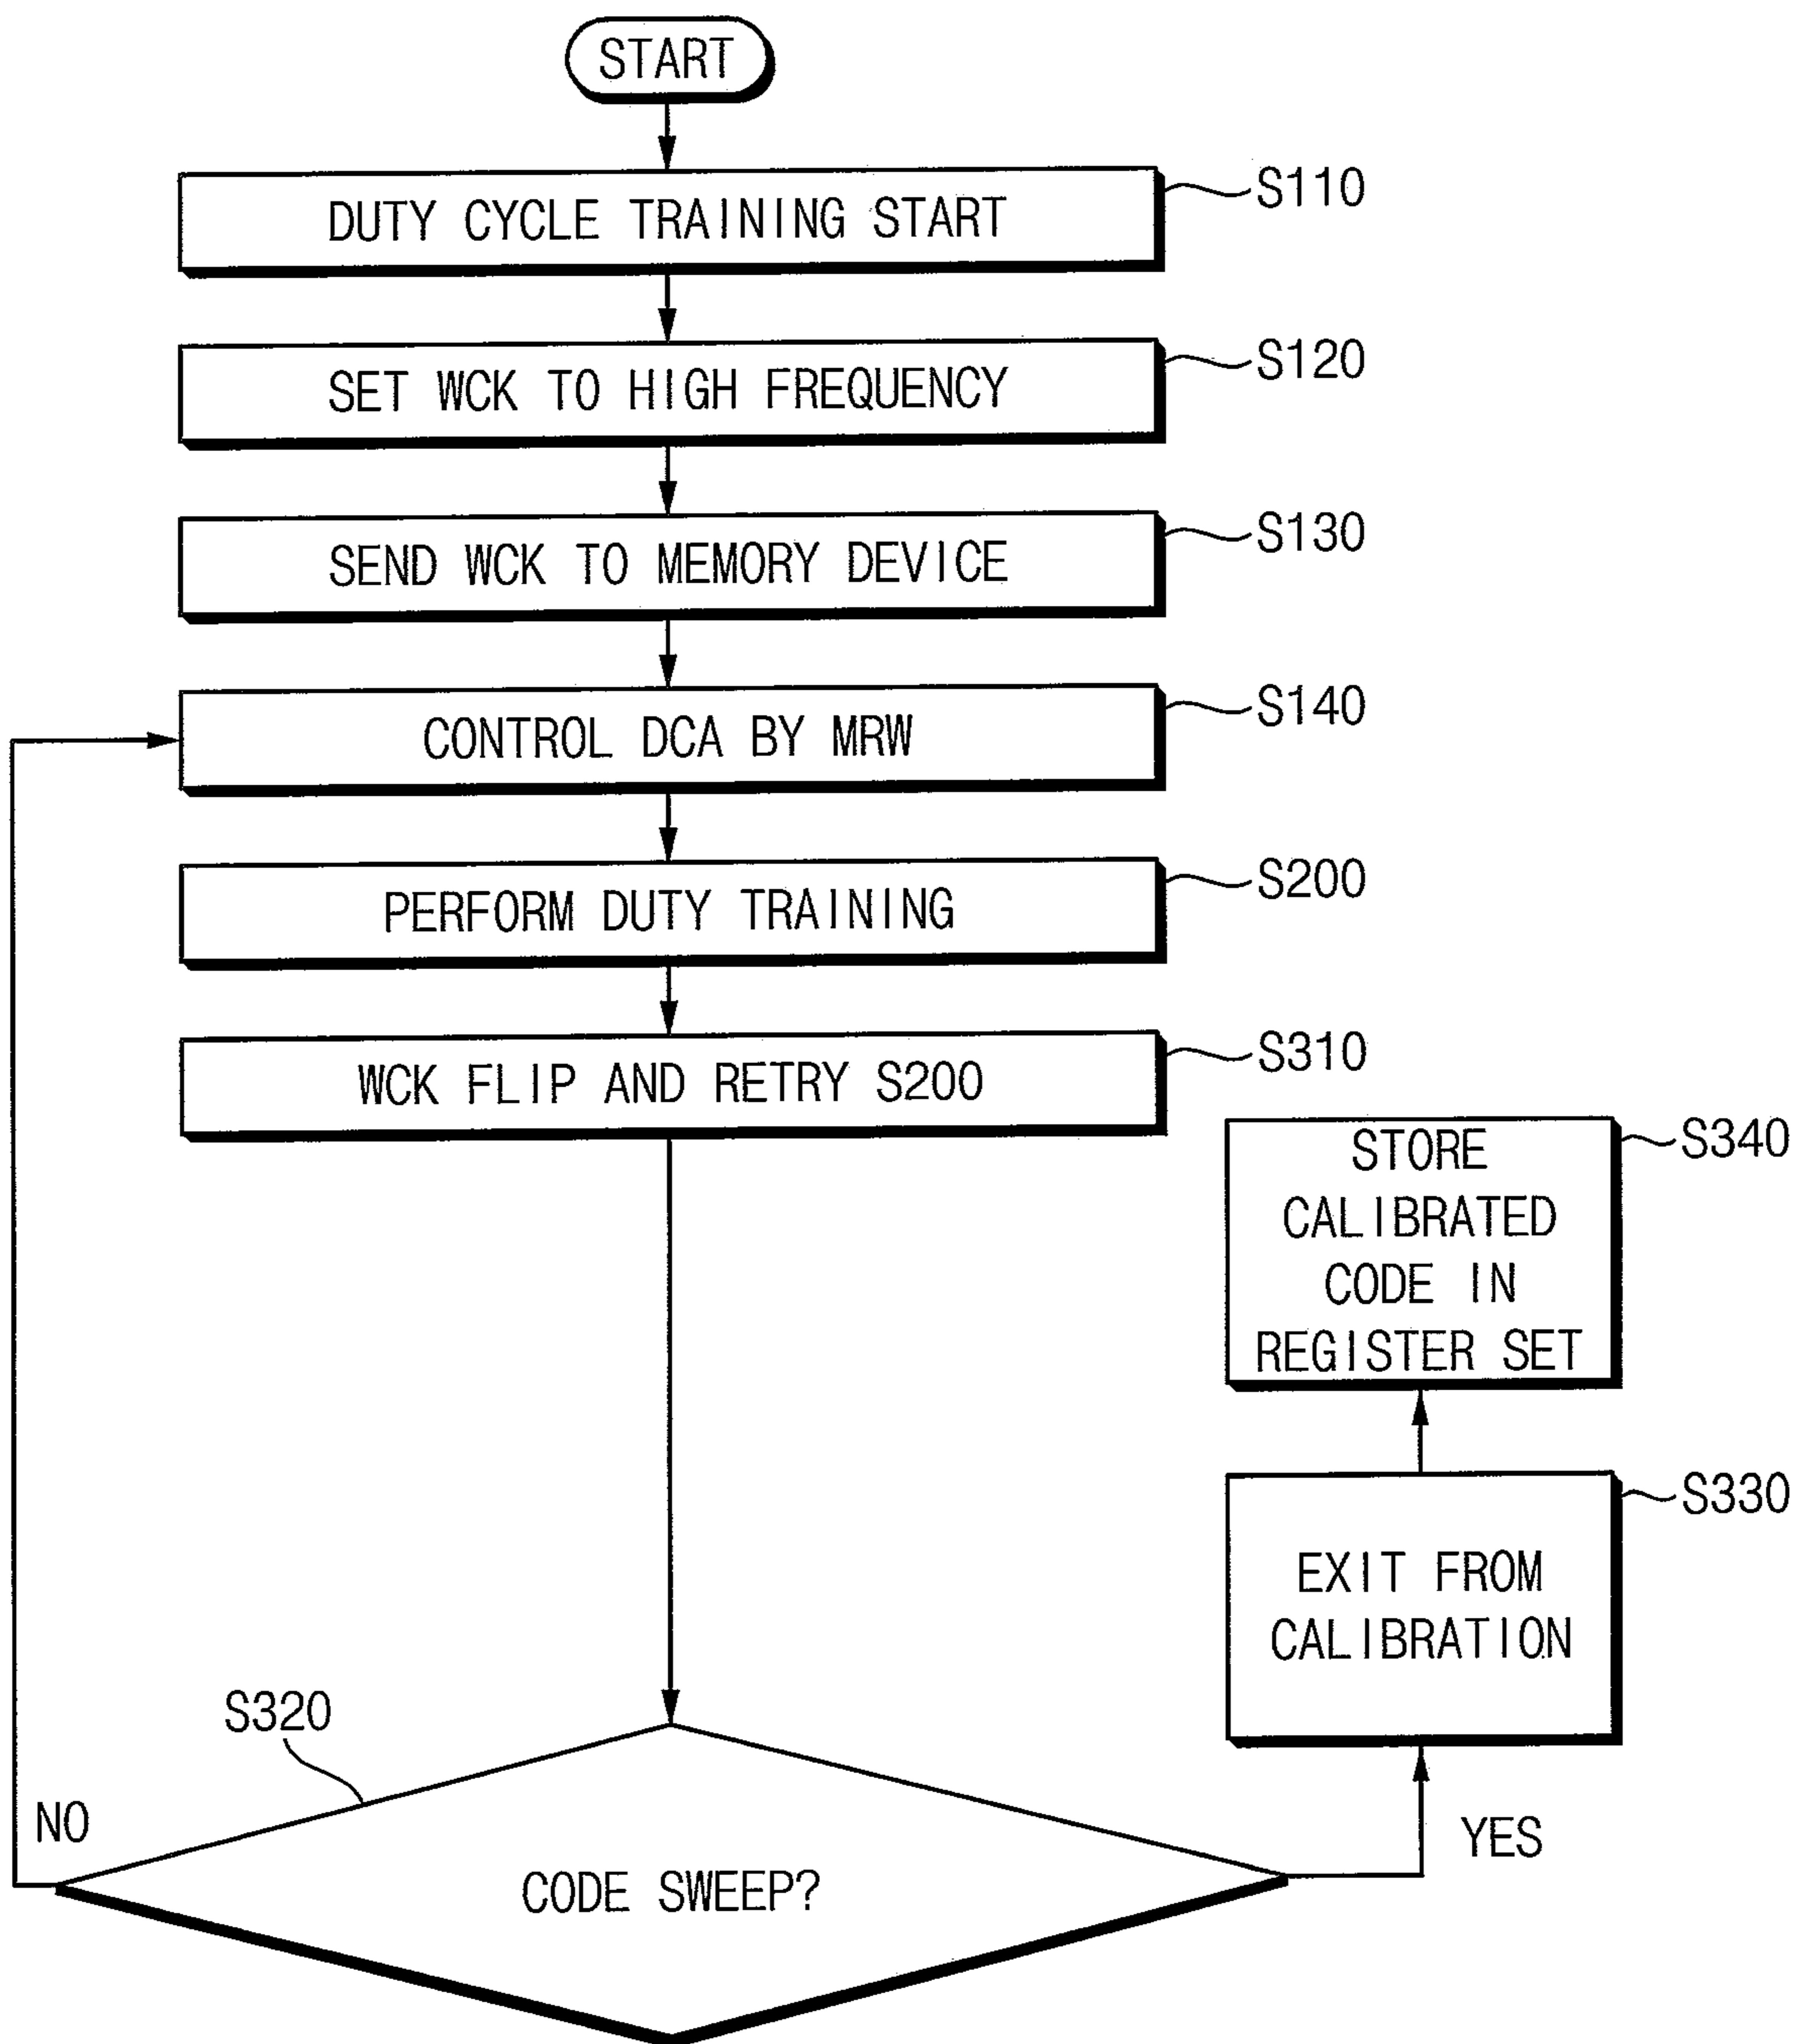 START
DUTY CYCLE TRAINING START
S110
SET WCK TO HIGH FREQUENCY
S120
SEND WCK TO MEMORY DEVICE
S130
CONTROL DCA BY MRW
S140
PERFORM DUTY TRAINING
S200
WCK FLIP AND RETRY S200
S310
STORE
CALIBRATED
CODE IN
REGISTER SET
S340
EXIT FROM
CALIBRATION
S330
S320
NO
CODE SWEEP?
YES